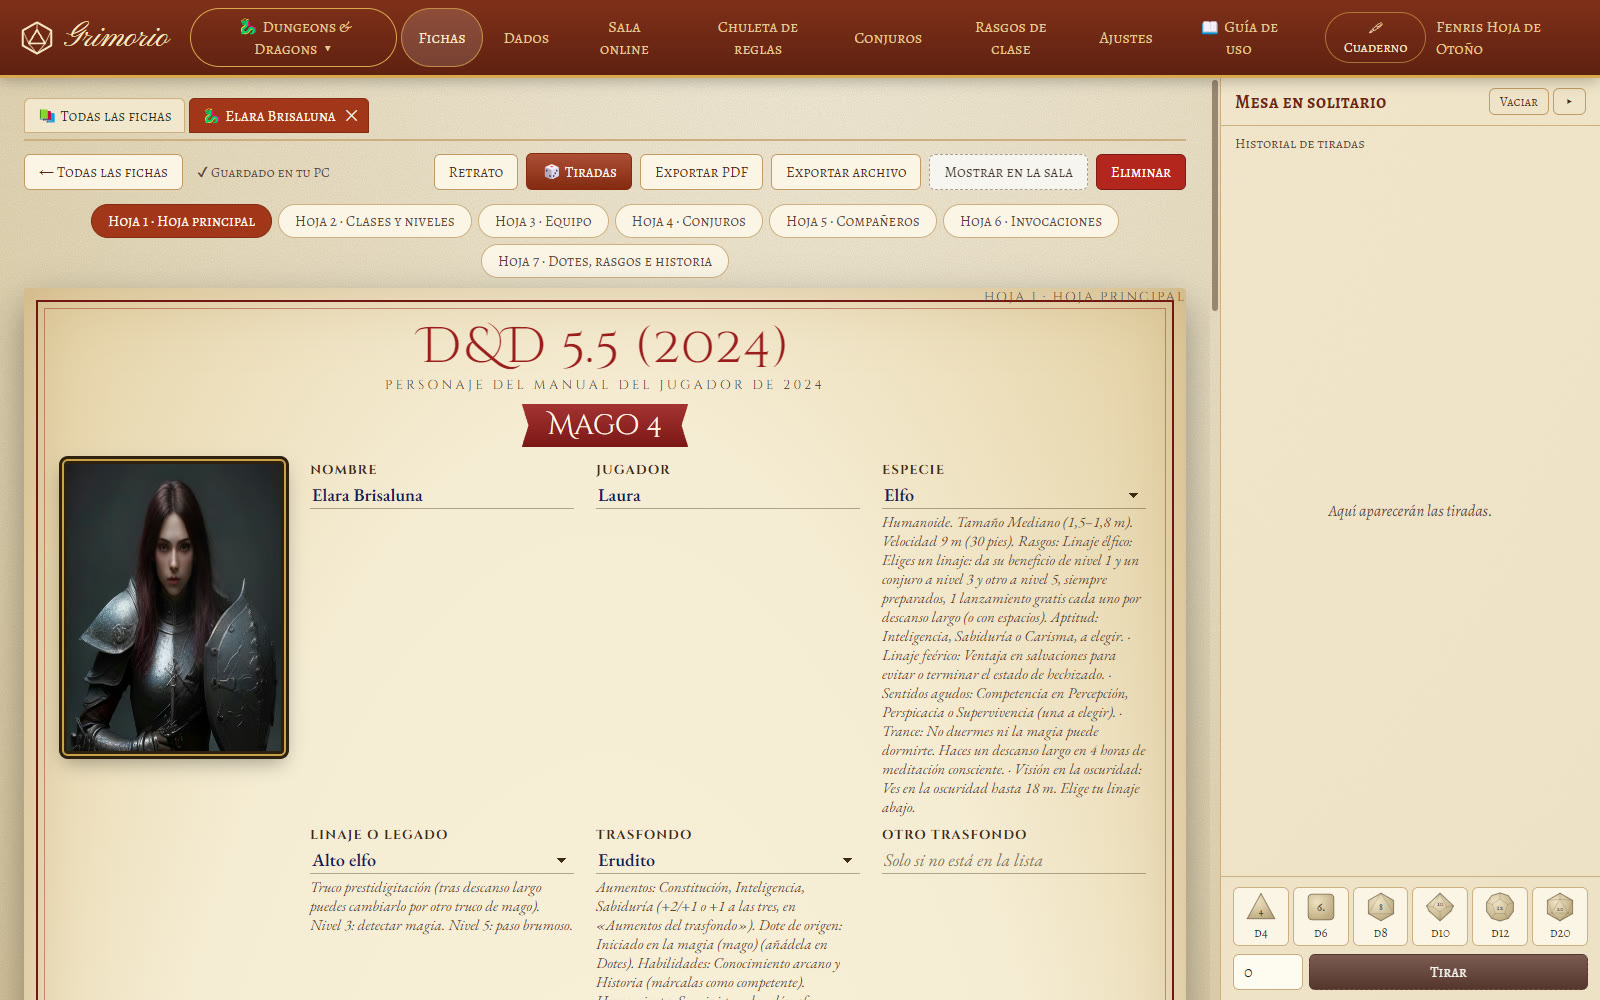 Grimorio
Dungeons & Dragons ▾
Fichas
Dados
Sala online
Chuleta de reglas
Conjuros
Rasgos de clase
Ajustes
Guía de uso
Cuaderno
Fenris Hoja de Otoño
Todas las fichas
Elara Brisaluna ✕
← Todas las fichas
✓ Guardado en tu PC
Retrato
Tiradas
Exportar PDF
Exportar archivo
Mostrar en la sala
Eliminar
Hoja 1 · Hoja principal
Hoja 2 · Clases y niveles
Hoja 3 · Equipo
Hoja 4 · Conjuros
Hoja 5 · Compañeros
Hoja 6 · Invocaciones
Hoja 7 · Dotes, rasgos e historia
HOJA 1 · HOJA PRINCIPAL
D&D 5.5 (2024)
PERSONAJE DEL MANUAL DEL JUGADOR DE 2024
Mago 4
NOMBRE
Elara Brisaluna
JUGADOR
Laura
ESPECIE
Elfo
Humanoide. Tamaño Mediano (1,5–1,8 m).
Velocidad 9 m (30 pies). Rasgos: Linaje élfico:
Eliges un linaje: da su beneficio de nivel 1 y un
conjuro a nivel 3 y otro a nivel 5, siempre
preparados, 1 lanzamiento gratis cada uno por
descanso largo (o con espacios). Aptitud:
Inteligencia, Sabiduría o Carisma, a elegir. ·
Linaje feérico: Ventaja en salvaciones para
evitar o terminar el estado de hechizado. ·
Sentidos agudos: Competencia en Percepción,
Perspicacia o Supervivencia (una a elegir). ·
Trance: No duermes ni la magia puede
dormirte. Haces un descanso largo en 4 horas de
meditación consciente. · Visión en la oscuridad:
Ves en la oscuridad hasta 18 m. Elige tu linaje
abajo.
LINAJE O LEGADO
Alto elfo
Truco prestidigitación (tras descanso largo
puedes cambiarlo por otro truco de mago).
Nivel 3: detectar magia. Nivel 5: paso brumoso.
TRASFONDO
Erudito
Aumentos: Constitución, Inteligencia,
Sabiduría (+2/+1 o +1 a las tres, en
«Aumentos del trasfondo»). Dote de origen:
Iniciado en la magia (mago) (añádela en
Dotes). Habilidades: Conocimiento arcano y
Historia (márcalas como competente).
OTRO TRASFONDO
Solo si no está en la lista
Mesa en solitario
Vaciar
▸
Historial de tiradas
Aquí aparecerán las tiradas.
D4
D6
D8
D10
D12
D20
0
Tirar